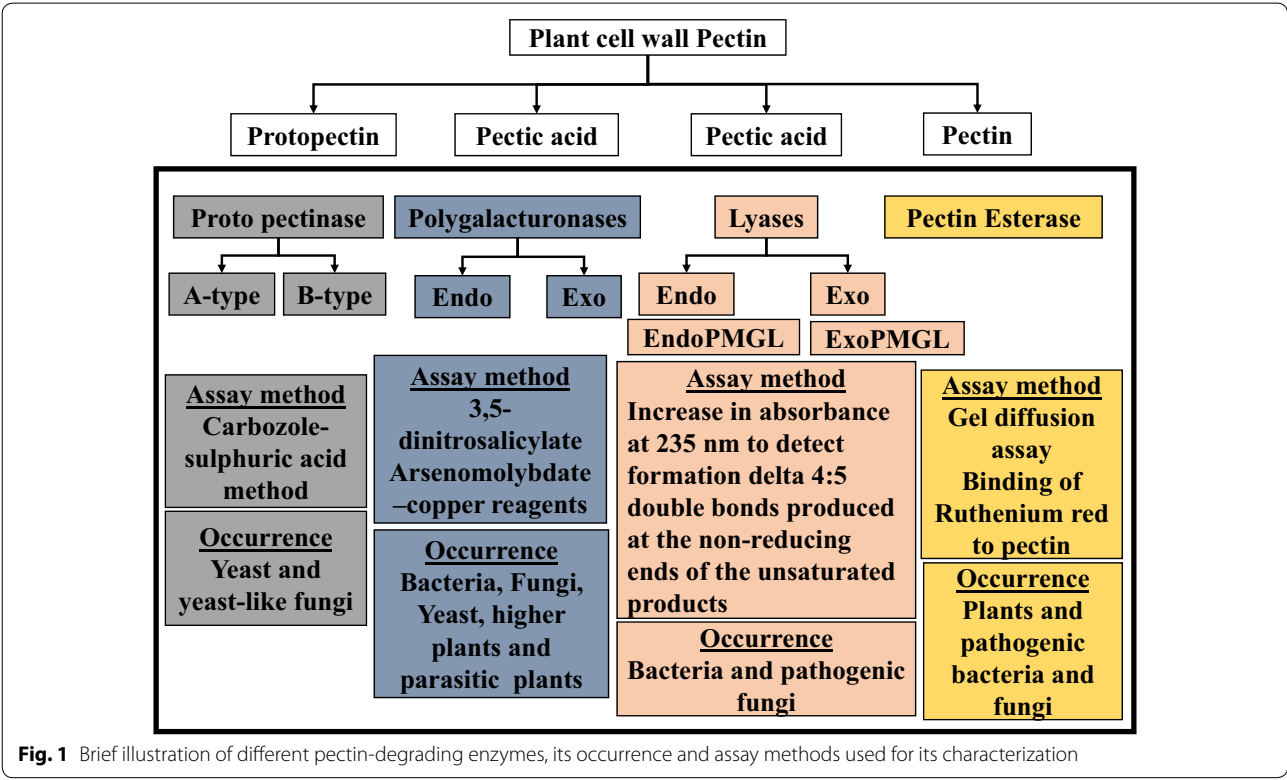 Plant cell wall Pectin
Protopectin
Pectic acid
Pectic acid
Pectin
Proto pectinase
Polygalacturonases
Lyases
Pectin Esterase
A-type
B-type
Endo
Exo
Endo
Exo
EndoPMGL
ExoPMGL
Assay method
Carbozole-
sulphuric acid
method
Occurrence
Yeast and
yeast-like fungi
Assay method
3,5-
dinitrosalicylate
Arsenomolybdate
–copper reagents
Occurrence
Bacteria, Fungi,
Yeast, higher
plants and
parasitic plants
Assay method
Increase in absorbance
at 235 nm to detect
formation delta 4:5
double bonds produced
at the non-reducing
ends of the unsaturated
products
Occurrence
Bacteria and pathogenic
fungi
Assay method
Gel diffusion
assay
Binding of
Ruthenium red
to pectin
Occurrence
Plants and
pathogenic
bacteria and
fungi
Fig. 1 Brief illustration of different pectin-degrading enzymes, its occurrence and assay methods used for its characterization